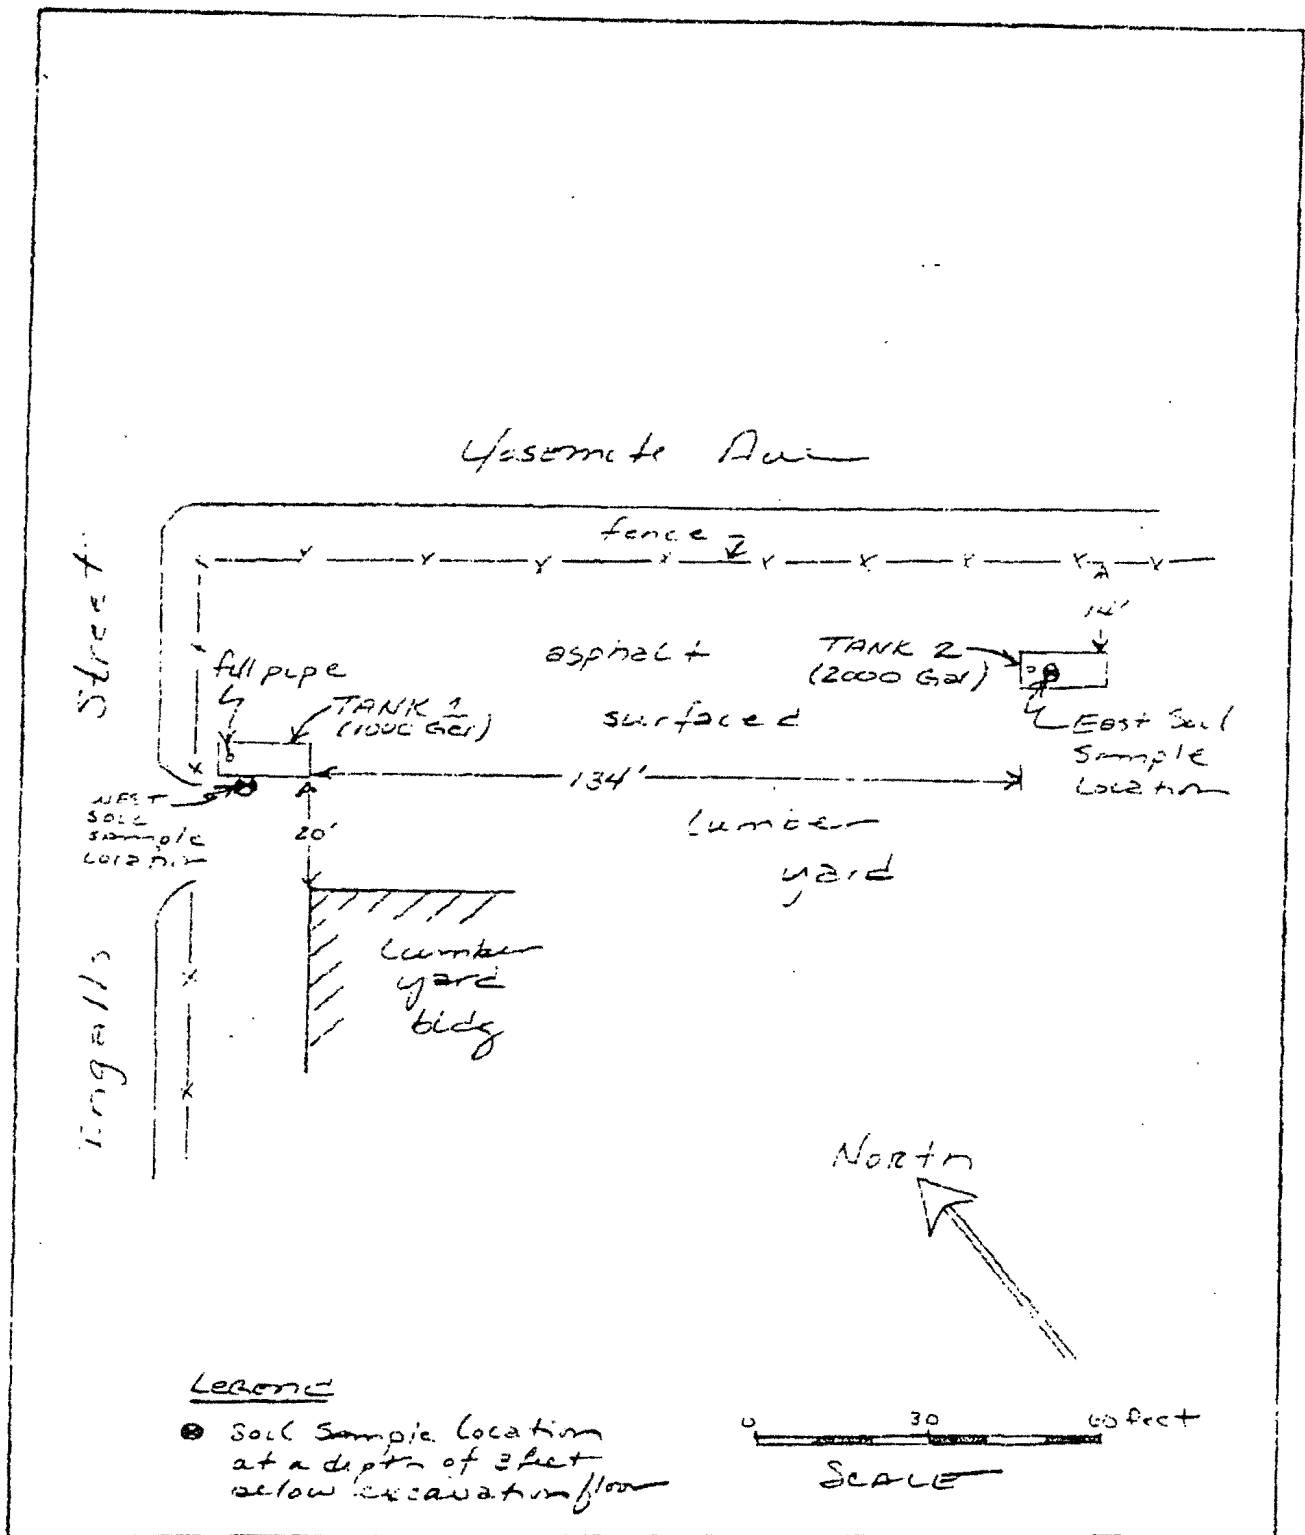 Yosemite Ave
fence
Street
14'
asphalt
TANK 2
(2000 Gal)
fill pipe
TANK 1
(1000 Gal)
surfaced
East Soil
Sample
Location
134'
WEST
SOIL
sample
Location
20'
lumber
yard
Lumber
yard
bldg
Ingalls
North
Legend
Soil Sample Location
at a depth of feet
below excavation floor
0 30 60 feet
SCALE